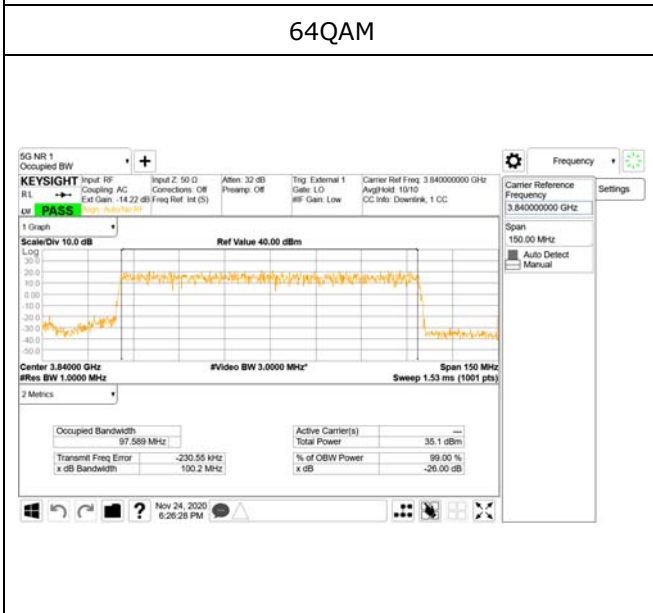 64QAM
5G NR 1
Occupied BW
Frequency
KEYSIGHT
Input: RF
Input Z: 50 Ω
Atten: 32 dB
Trig: External 1
Carrier Ref Freq: 3.840000000 GHz
RL
Coupling: AC
Corrections: Off
Preamp: Off
Gate: LO
Avg|Hold: 10/10
Ext Gain: -14.22 dB
Freq Ref: Int (S)
#IF Gain: Low
CC Info: Downlink, 1 CC
PASS
Align: Auto/No RF
Carrier Reference
Frequency
3.840000000 GHz
Settings
Span
150.00 MHz
Auto Detect
Manual
1 Graph
Scale/Div 10.0 dB
Ref Value 40.00 dBm
Log
30.0
20.0
10.0
0.00
-10.0
-20.0
-30.0
-40.0
-50.0
Center 3.84000 GHz
#Video BW 3.0000 MHz*
Span 150 MHz
#Res BW 1.0000 MHz
Sweep 1.53 ms (1001 pts)
2 Metrics
Occupied Bandwidth
97.589 MHz
Active Carrier(s)
---
Total Power
35.1 dBm
Transmit Freq Error
-230.55 kHz
% of OBW Power
99.00 %
x dB Bandwidth
100.2 MHz
x dB
-26.00 dB
?
Nov 24, 2020
6:26:28 PM